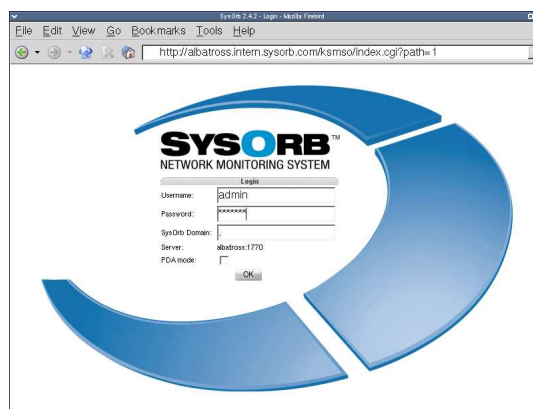 SysOrb 2.4.2 - Login - Mozilla Firebird
File Edit View Go Bookmarks Tools Help
http://albatross.intern.sysorb.com/ksmso/index.cgi?path=1
SYSORB™
NETWORK MONITORING SYSTEM
Login
Username: admin
Password: *******
SysOrb Domain: .
Server: albatross:1770
PDA mode:
OK